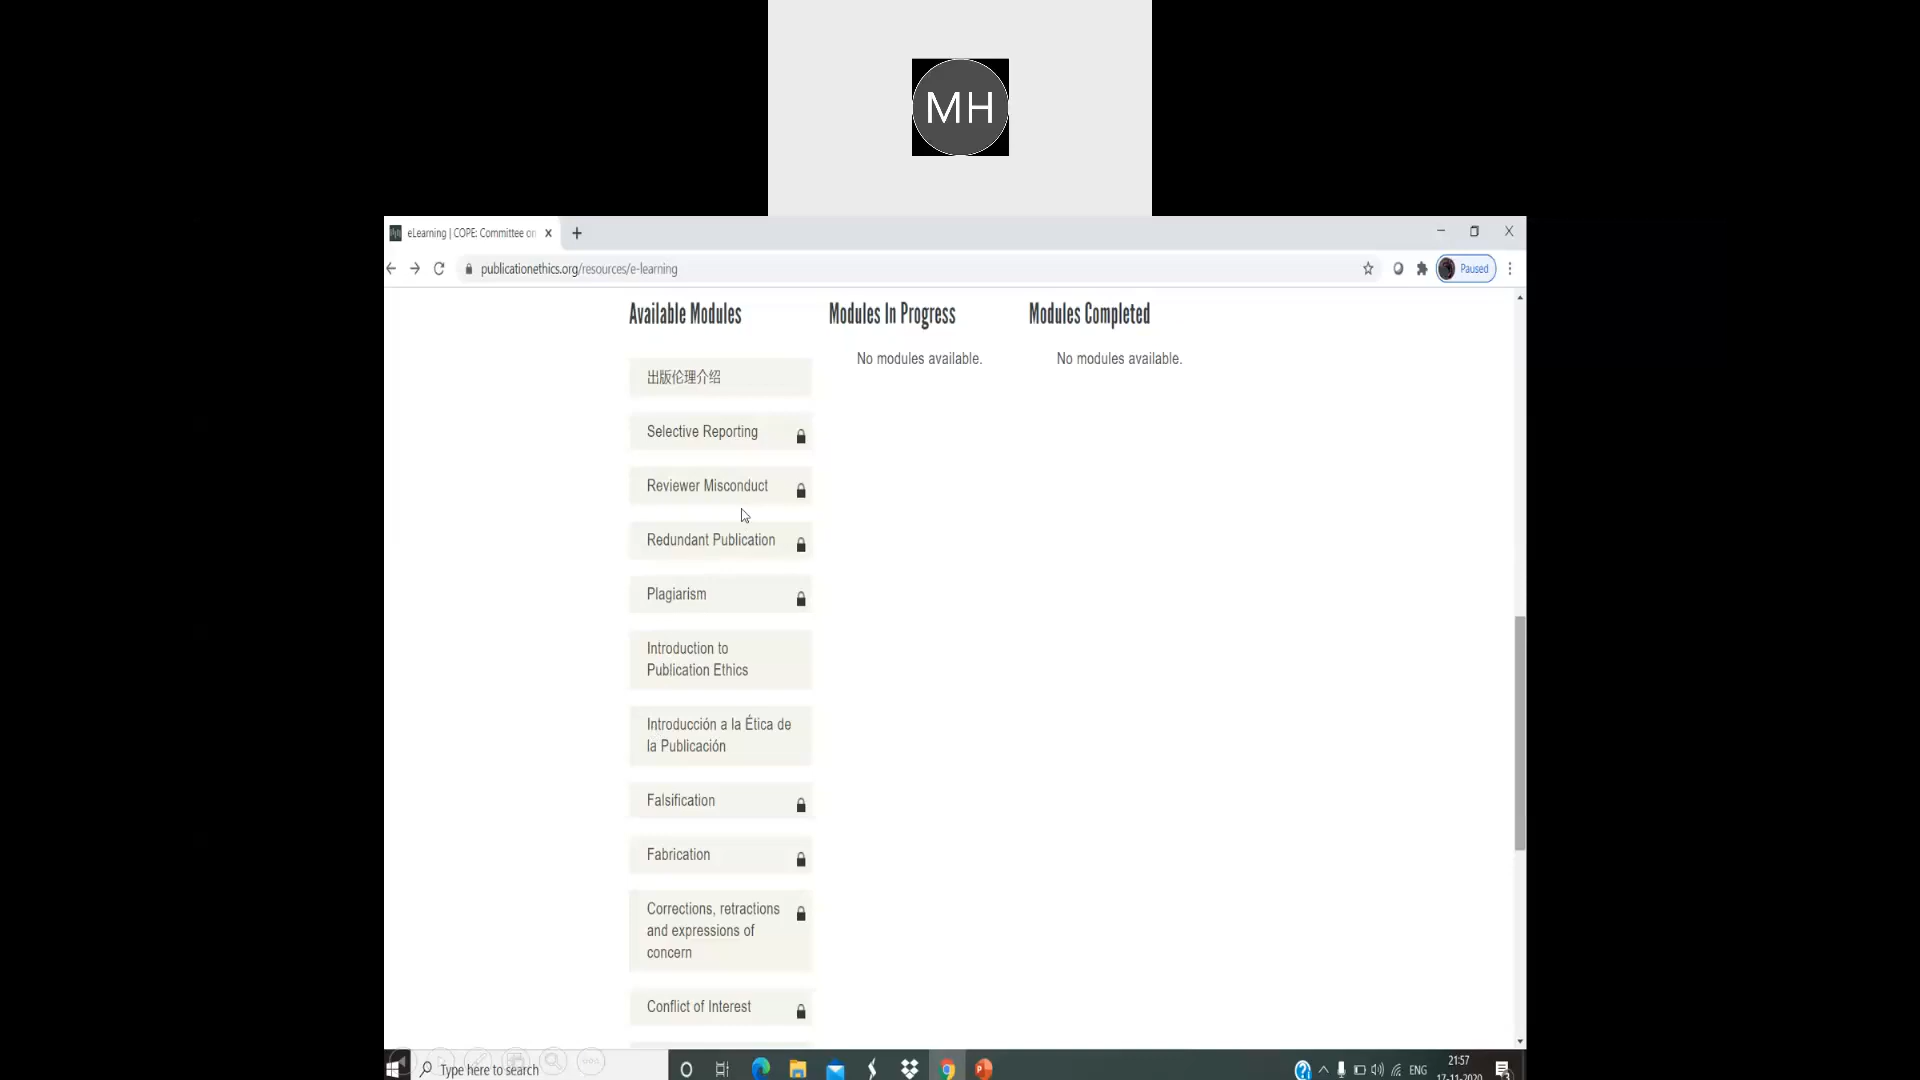 MH
eLearning | COPE: Committee on
publicationethics.org/resources/e-learning
Paused
Available Modules
Modules In Progress
Modules Completed
No modules available.
No modules available.
出版伦理介绍
Selective Reporting
Reviewer Misconduct
Redundant Publication
Plagiarism
Introduction to
Publication Ethics
Introducción a la Ética de
la Publicación
Falsification
Fabrication
Corrections, retractions
and expressions of
concern
Conflict of Interest
Type here to search
ENG
21:57
17-11-2020